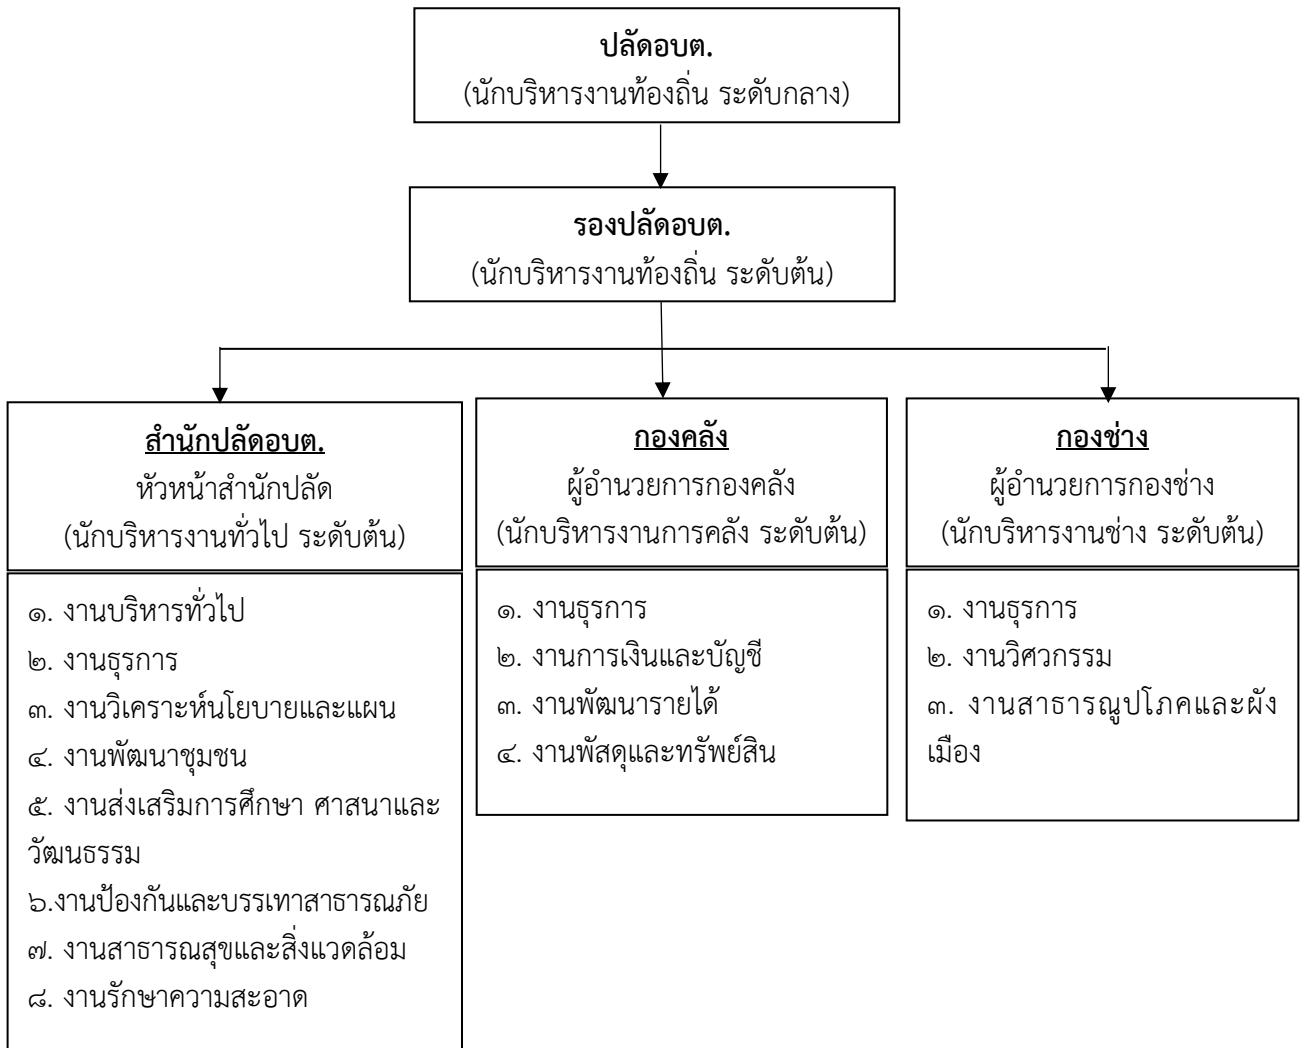 ปลัดอบต.
(นักบริหารงานท้องถิ่น ระดับกลาง)
รองปลัดอบต.
(นักบริหารงานท้องถิ่น ระดับต้น)
สำนักปลัดอบต.
หัวหน้าสำนักปลัด
(นักบริหารงานทั่วไป ระดับต้น)
๑. งานบริหารทั่วไป
๒. งานธุรการ
๓. งานวิเคราะห์นโยบายและแผน
๔. งานพัฒนาชุมชน
๕. งานส่งเสริมการศึกษา ศาสนาและ
วัฒนธรรม
๖.งานป้องกันและบรรเทาสาธารณภัย
๗. งานสาธารณสุขและสิ่งแวดล้อม
๘. งานรักษาความสะอาด
กองคลัง
ผู้อำนวยการกองคลัง
(นักบริหารงานการคลัง ระดับต้น)
๑. งานธุรการ
๒. งานการเงินและบัญชี
๓. งานพัฒนารายได้
๔. งานพัสดุและทรัพย์สิน
กองช่าง
ผู้อำนวยการกองช่าง
(นักบริหารงานช่าง ระดับต้น)
๑. งานธุรการ
๒. งานวิศวกรรม
๓. งานสาธารณูปโภคและผัง
เมือง